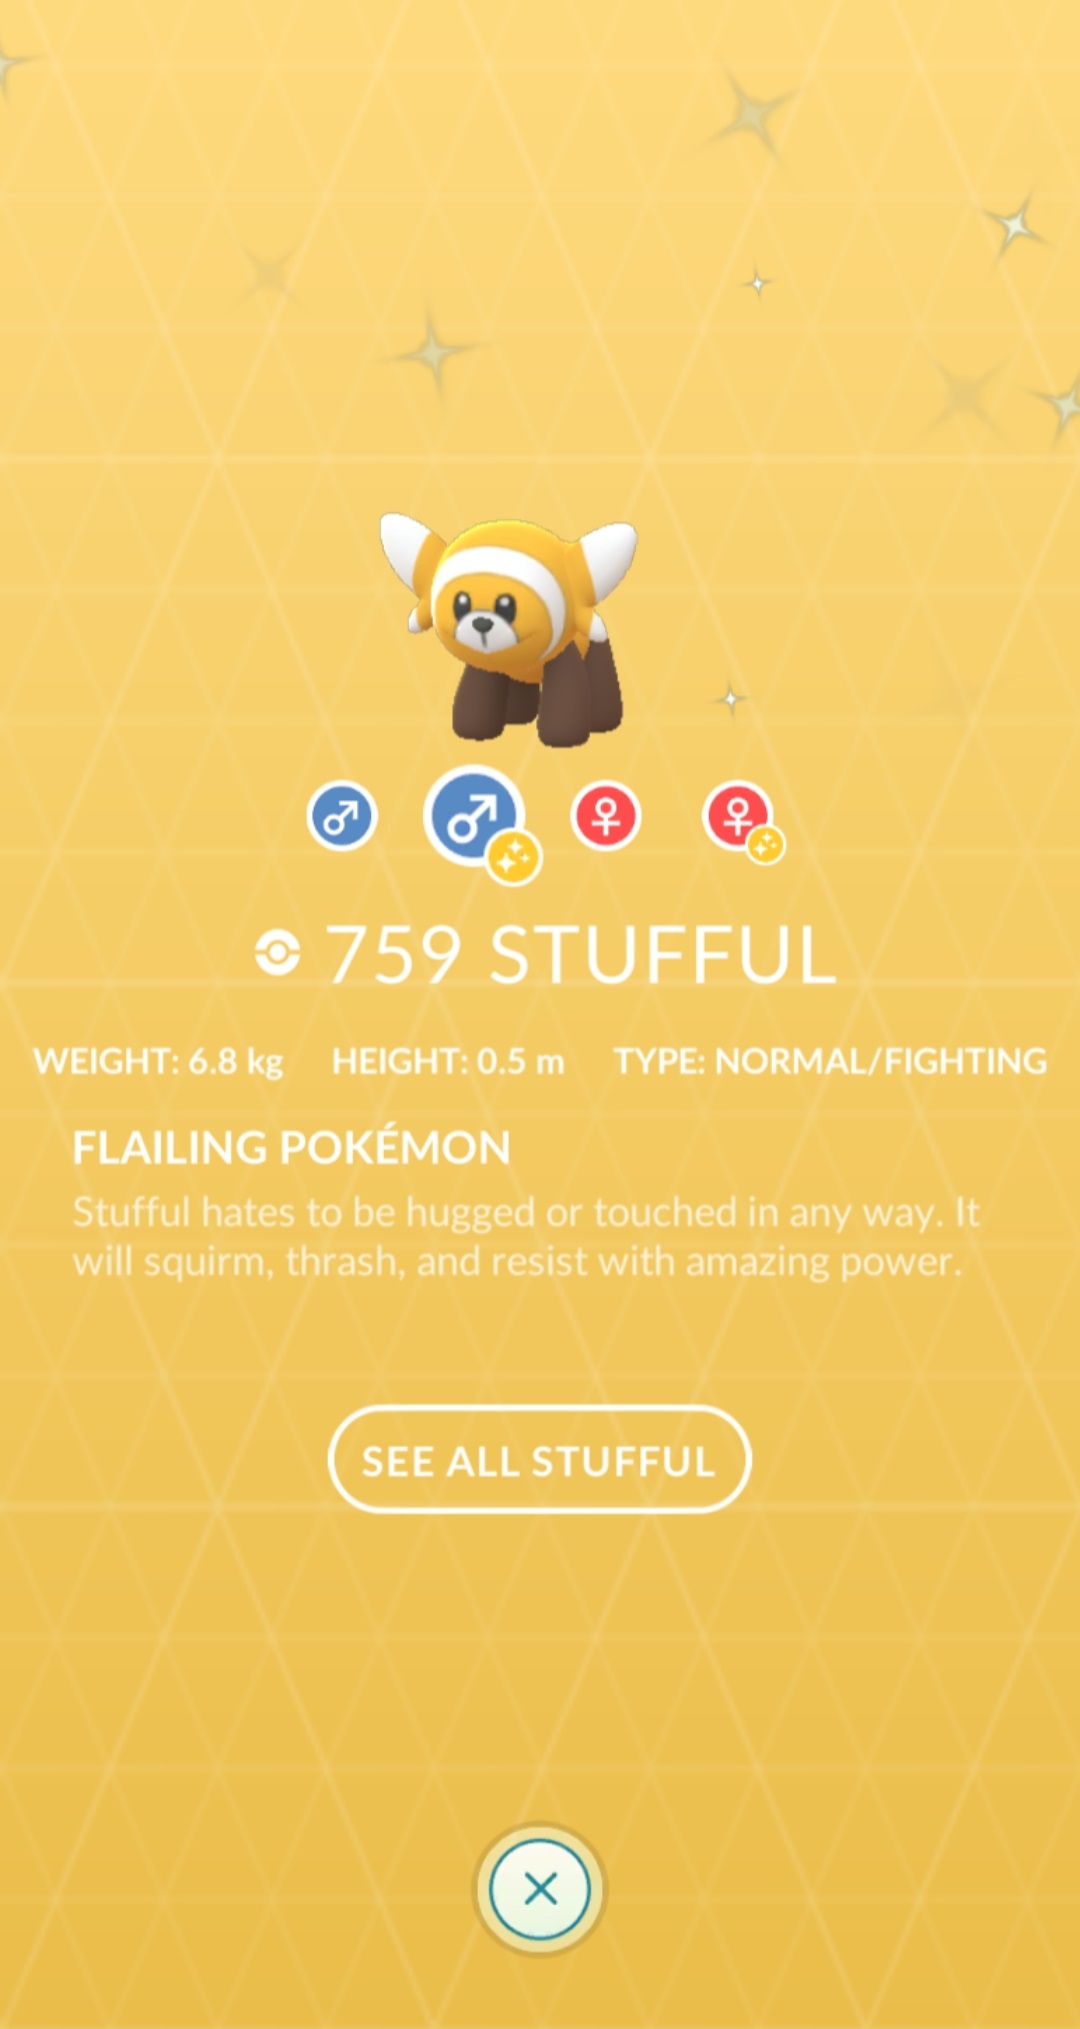 759 STUFFUL
WEIGHT: 6.8 kg HEIGHT: 0.5 m TYPE: NORMAL/FIGHTING
FLAILING POKÉMON
Stufful hates to be hugged or touched in any way. It
will squirm, thrash, and resist with amazing power.
SEE ALL STUFFUL